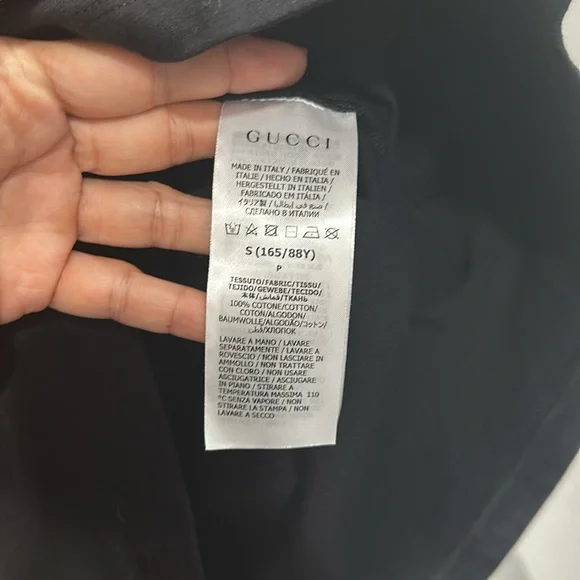 GUCCI
MADE IN ITALY / FABRIQUÉ EN
ITALIE / HECHO EN ITALIA /
HERGESTELLT IN ITALIEN /
FABRICADO EM ITÁLIA /
イタリア製 / صنع في إيطاليا /
СДЕЛАНО В ИТАЛИИ
S (165/88Y)
P
TESSUTO/FABRIC/TISSU/
TEJIDO/GEWEBE/TECIDO/
本体/قماش/ТКАНЬ
100% COTONE/COTTON/
COTON/ALGODON/
BAUMWOLLE/ALGODÃO/コットン/
قطن/ХЛОПОК
LAVARE A MANO / LAVARE
SEPARATAMENTE / LAVARE IN
ROVESCIO / NON LASCIARE IN
AMMOLLO / NON TRATTARE
CON CLORO / NON USARE
ASCIUGATRICE / ASCIUGARE
IN PIANO / STIRARE A
TEMPERATURA MASSIMA 110
°C SENZA VAPORE / NON
STIRARE LA STAMPA / NON
LAVARE A SECCO